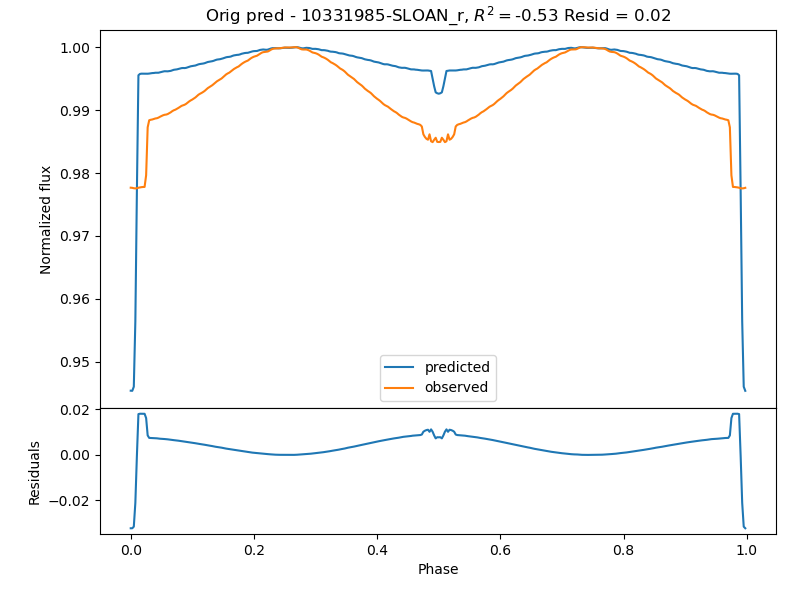 Orig pred - 10331985-SLOAN_r, R² = -0.53 Resid = 0.02
1.00
0.99
0.98
0.97
0.96
0.95
Normalized flux
predicted
observed
0.02
0.00
−0.02
Residuals
0.0 0.2 0.4 0.6 0.8 1.0
Phase